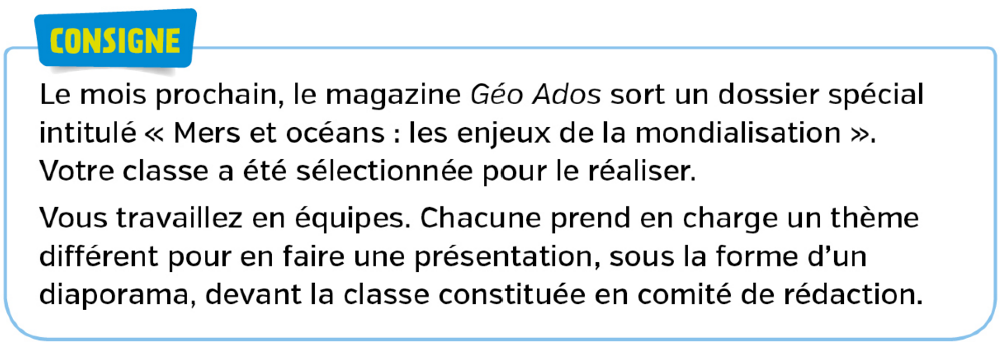 CONSIGNE
Le mois prochain, le magazine Géo Ados sort un dossier spécial
intitulé « Mers et océans : les enjeux de la mondialisation ».
Votre classe a été sélectionnée pour le réaliser.
Vous travaillez en équipes. Chacune prend en charge un thème
différent pour en faire une présentation, sous la forme d’un
diaporama, devant la classe constituée en comité de rédaction.